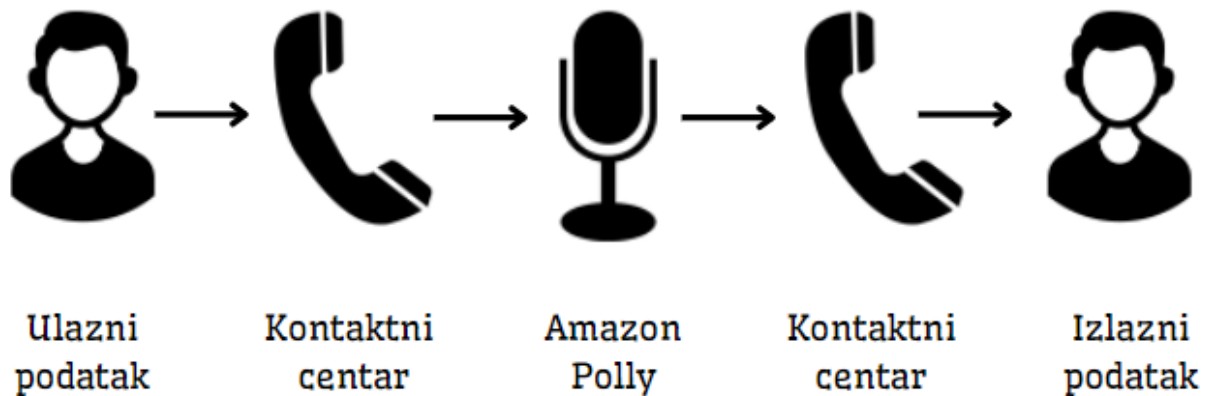 Ulazni
podatak
Kontaktni
centar
Amazon
Polly
Kontaktni
centar
Izlazni
podatak